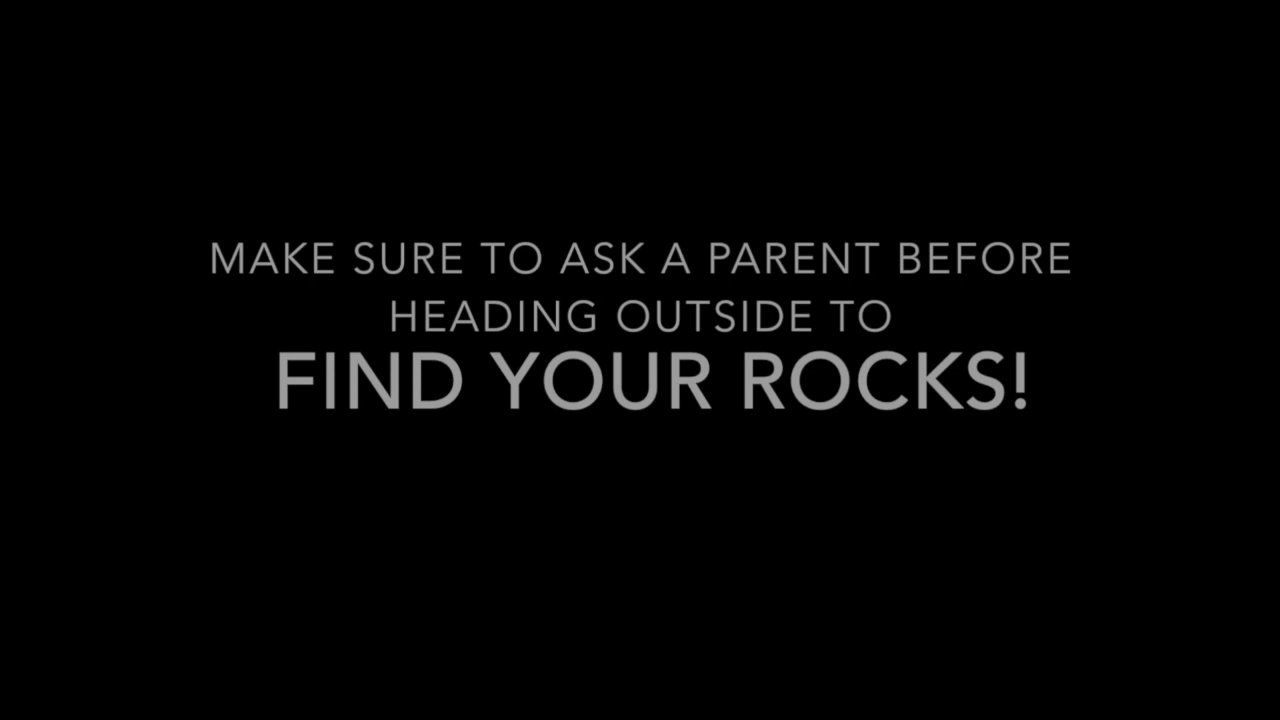 MAKE SURE TO ASK A PARENT BEFORE
HEADING OUTSIDE TO
FIND YOUR ROCKS!